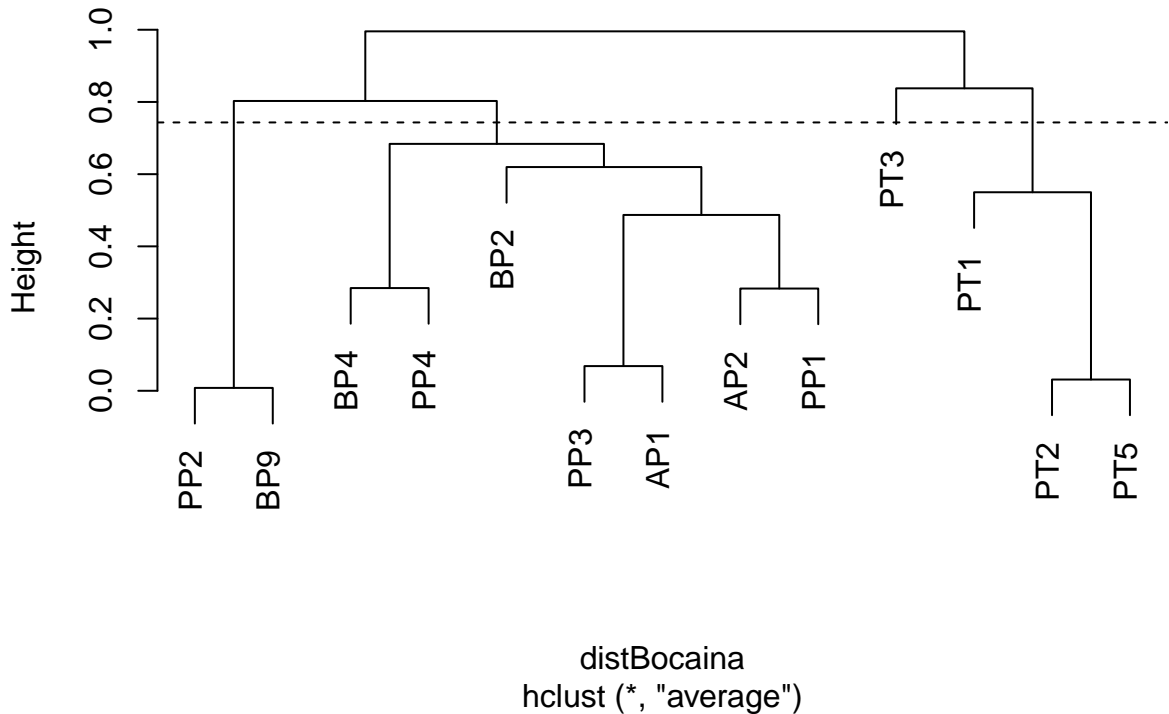 Height
1.0
0.8
0.6
0.4
0.2
0.0
PP2
BP9
BP4
PP4
BP2
PP3
AP1
AP2
PP1
PT3
PT1
PT2
PT5
distBocaina
hclust (*, "average")